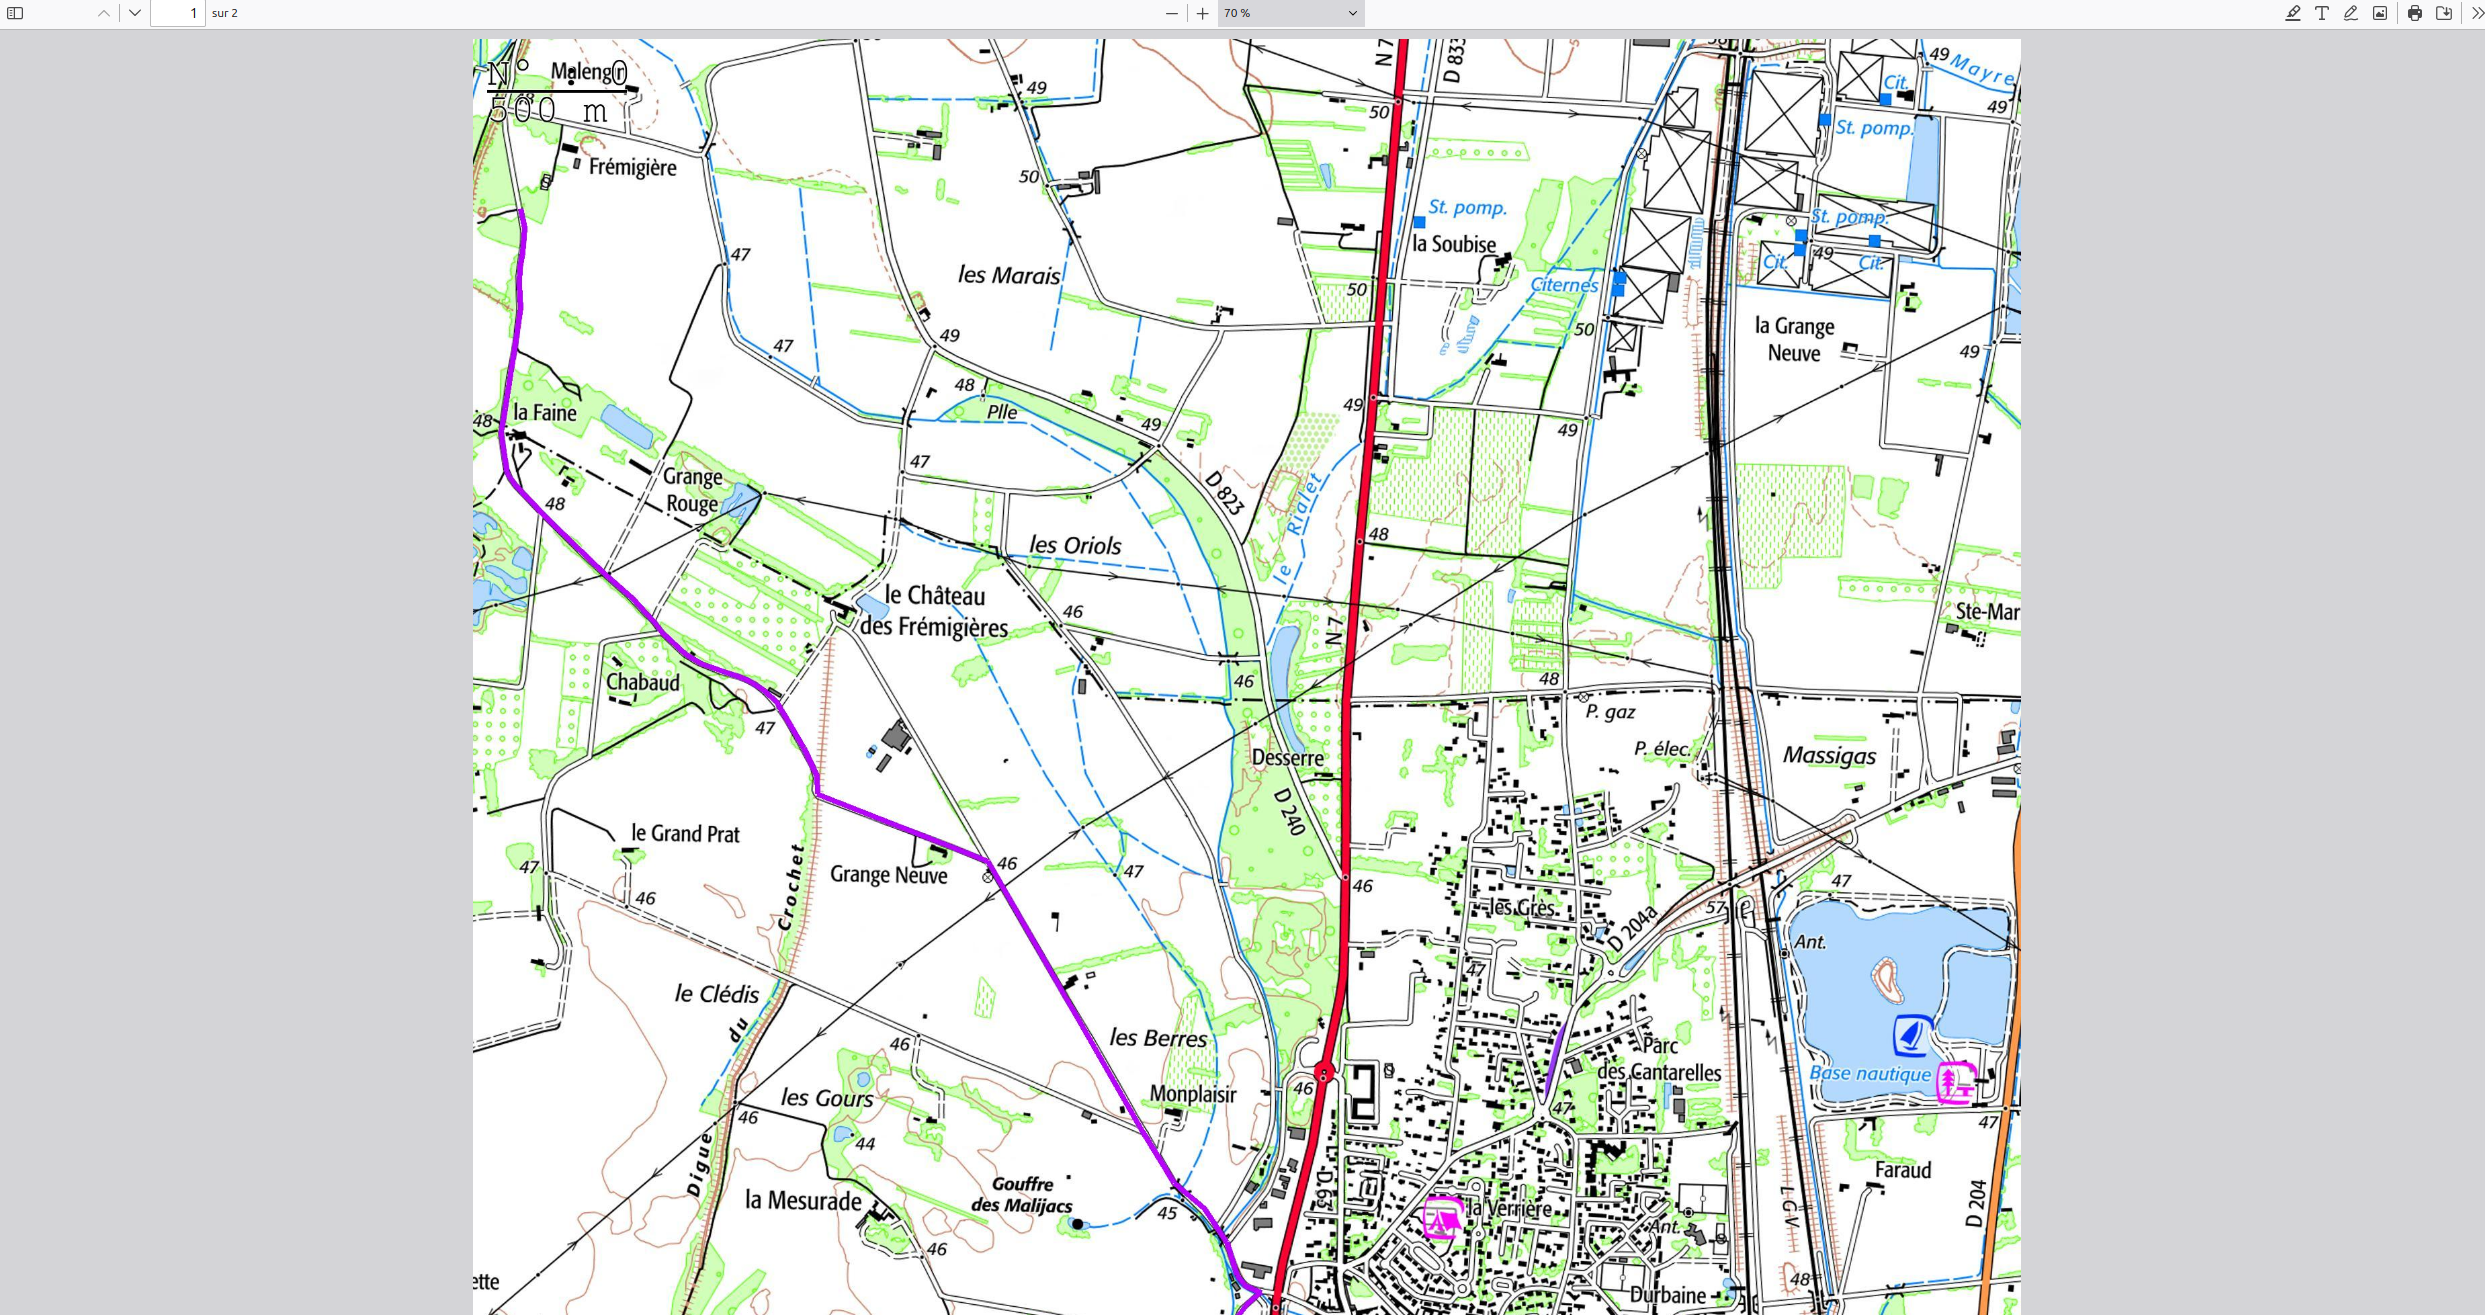 1 sur 2
70 %
N°
500 m
Malengo
Frémigière
N 7
D 833
49
Mayre
Cit.
49
49
50
St. pomp.
50
St. pomp.
la Soubise
St. pomp.
49
Cit.
Cit.
47
les Marais
50
Citernes
50
la Grange
Neuve
49
49
47
48
Plle
49
49
49
la Faine
48
47
Grange
Rouge
48
D 823
le Rialet
48
les Oriols
le Château
des Frémigières
46
N 7
Ste-Mar
Chabaud
46
48
P. gaz
47
Desserre
P. élec.
Massigas
D 240
le Grand Prat
47
46
Grange Neuve
46
47
46
47
les Grès
57
D 204a
Ant.
Digue du Crochet
47
le Clédis
46
les Berres
Parc
des Cantarelles
Base nautique
46
47
47
les Gours
Monplaisir
46
44
Faraud
la Mesurade
Gouffre
des Malijacs
45
D 63
la Verrière
Ant.
L G V
D 204
46
ette
Durbaine
48